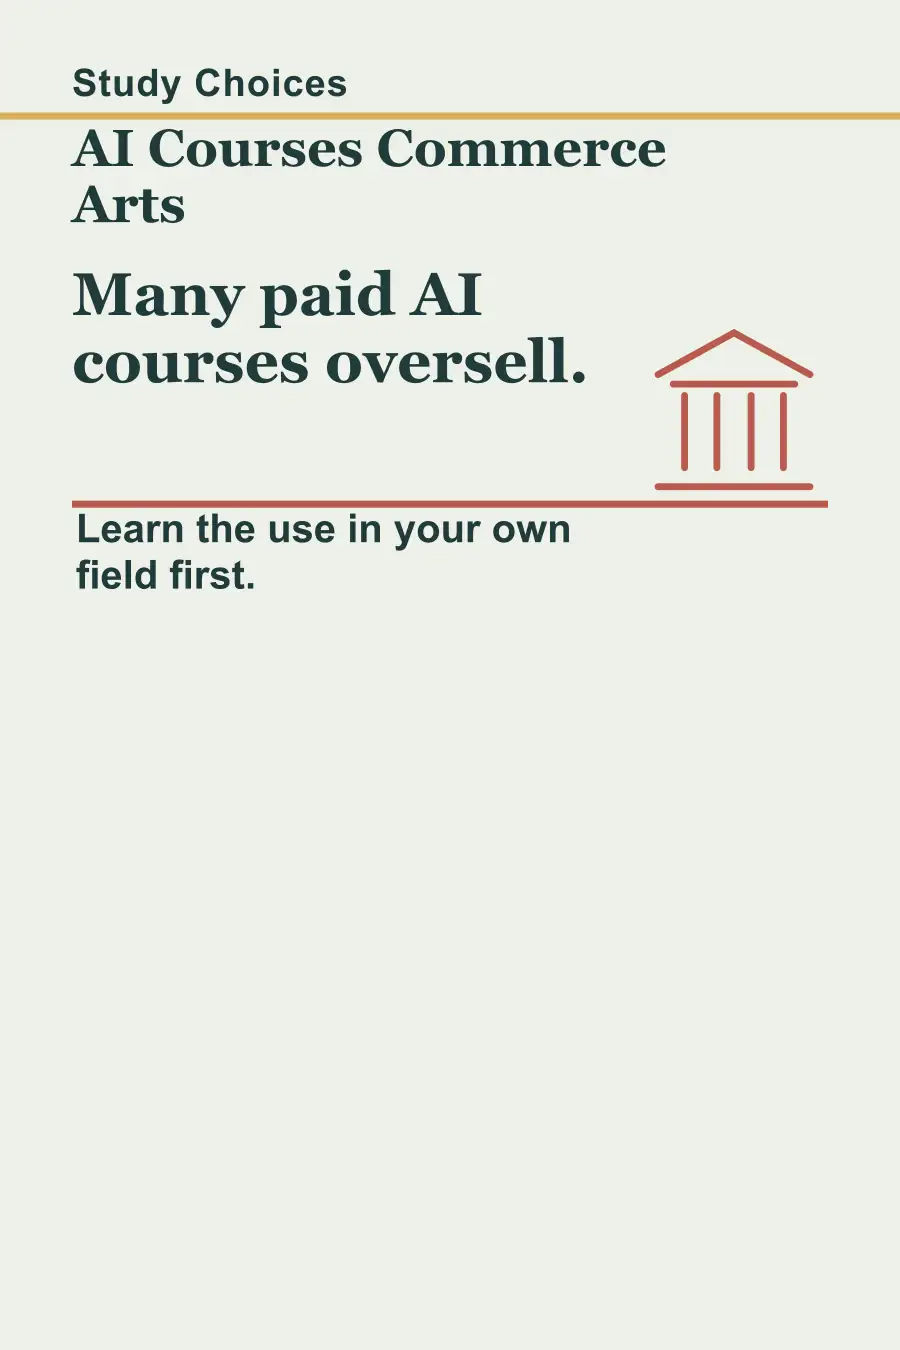 Study Choices
AI Courses Commerce
Arts
Many paid AI
courses oversell.
Learn the use in your own
field first.